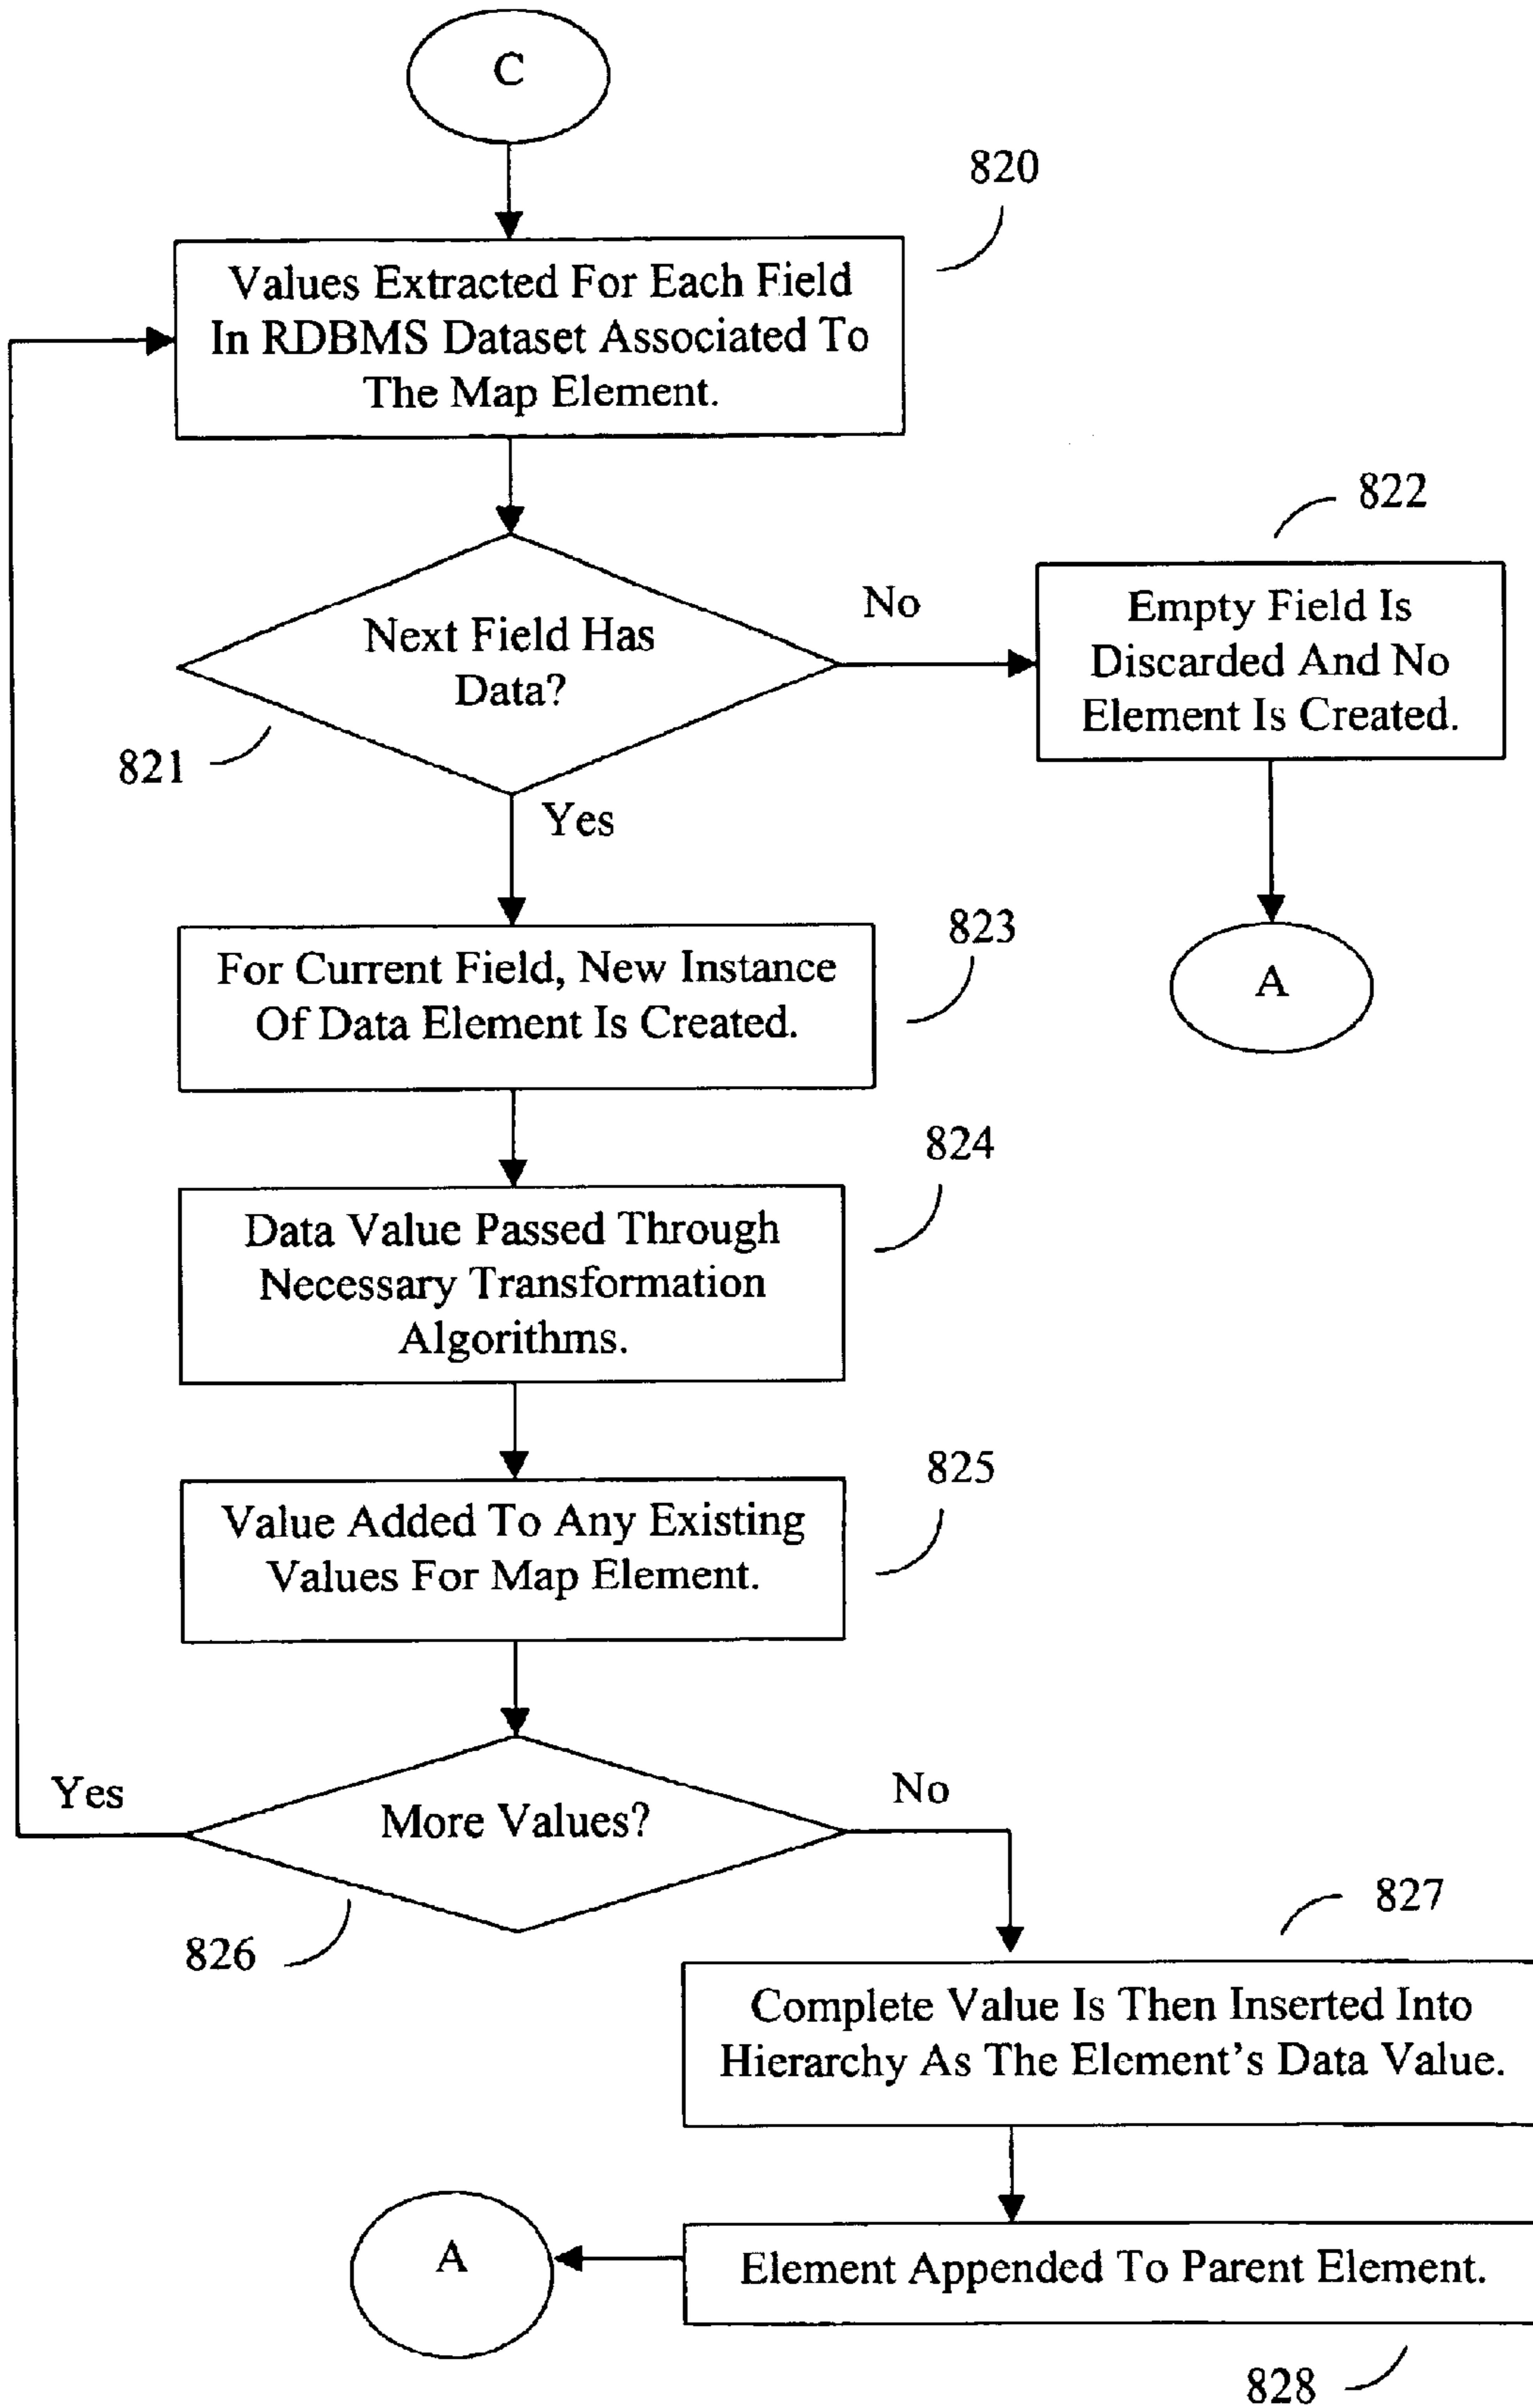 C
820
Values Extracted For Each Field
In RDBMS Dataset Associated To
The Map Element.
822
Next Field Has
Data?
No
821
Yes
Empty Field Is
Discarded And No
Element Is Created.
A
823
For Current Field, New Instance
Of Data Element Is Created.
824
Data Value Passed Through
Necessary Transformation
Algorithms.
825
Value Added To Any Existing
Values For Map Element.
Yes
More Values?
No
826
827
Complete Value Is Then Inserted Into
Hierarchy As The Element's Data Value.
A
Element Appended To Parent Element.
828